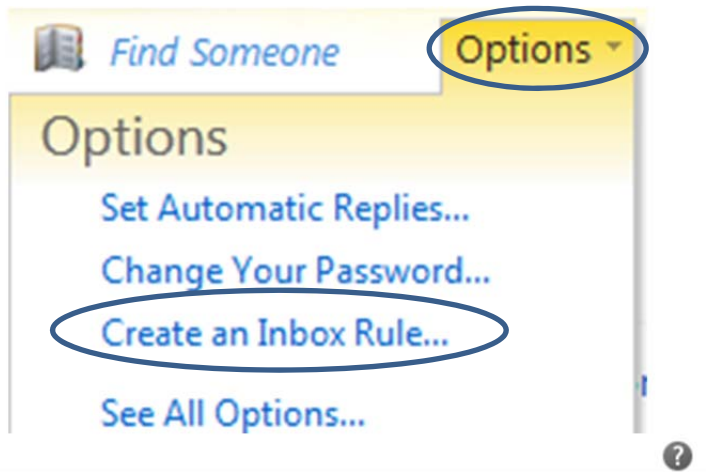 Find Someone Options
Options
Set Automatic Replies...
Change Your Password...
Create an Inbox Rule...
See All Options...
?